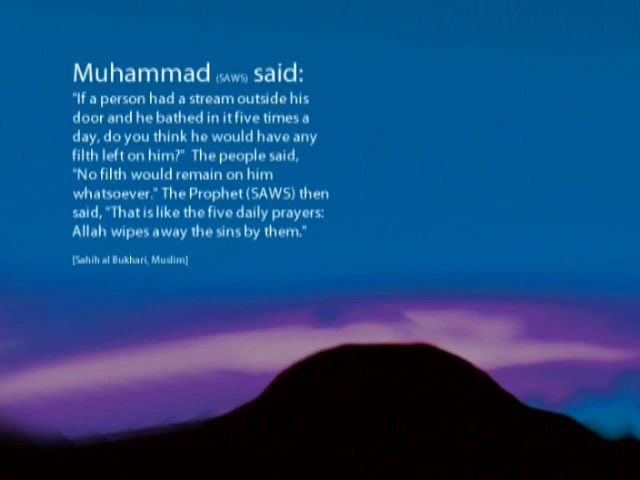 Muhammad (SAWS) said:
"If a person had a stream outside his
door and he bathed in it five times a
day, do you think he would have any
filth left on him?" The people said,
"No filth would remain on him
whatsoever." The Prophet (SAWS) then
said, "That is like the five daily prayers:
Allah wipes away the sins by them."
[Sahih al Bukhari, Muslim]